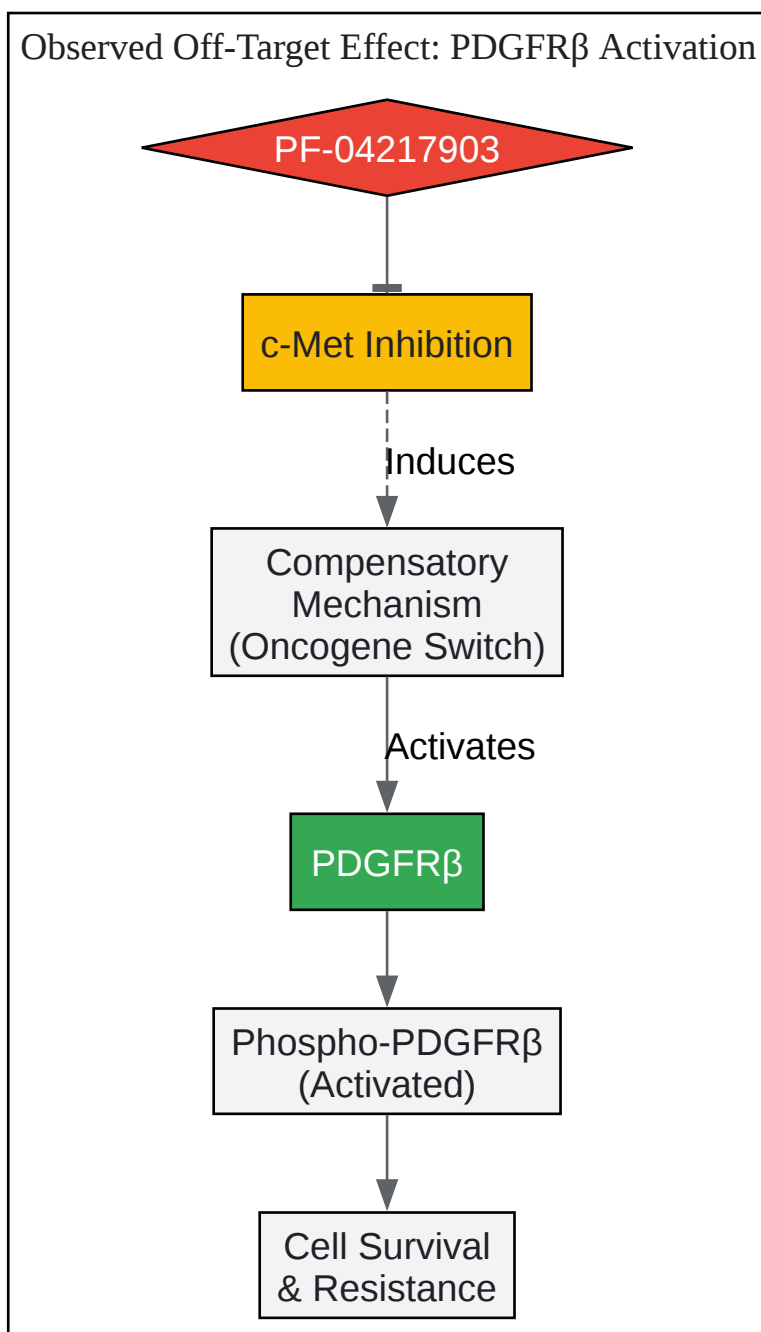 Observed Off-Target Effect: PDGFRβ Activation
PF-04217903
c-Met Inhibition
Induces
Compensatory
Mechanism
(Oncogene Switch)
Activates
PDGFRβ
Phospho-PDGFRβ
(Activated)
Cell Survival
& Resistance